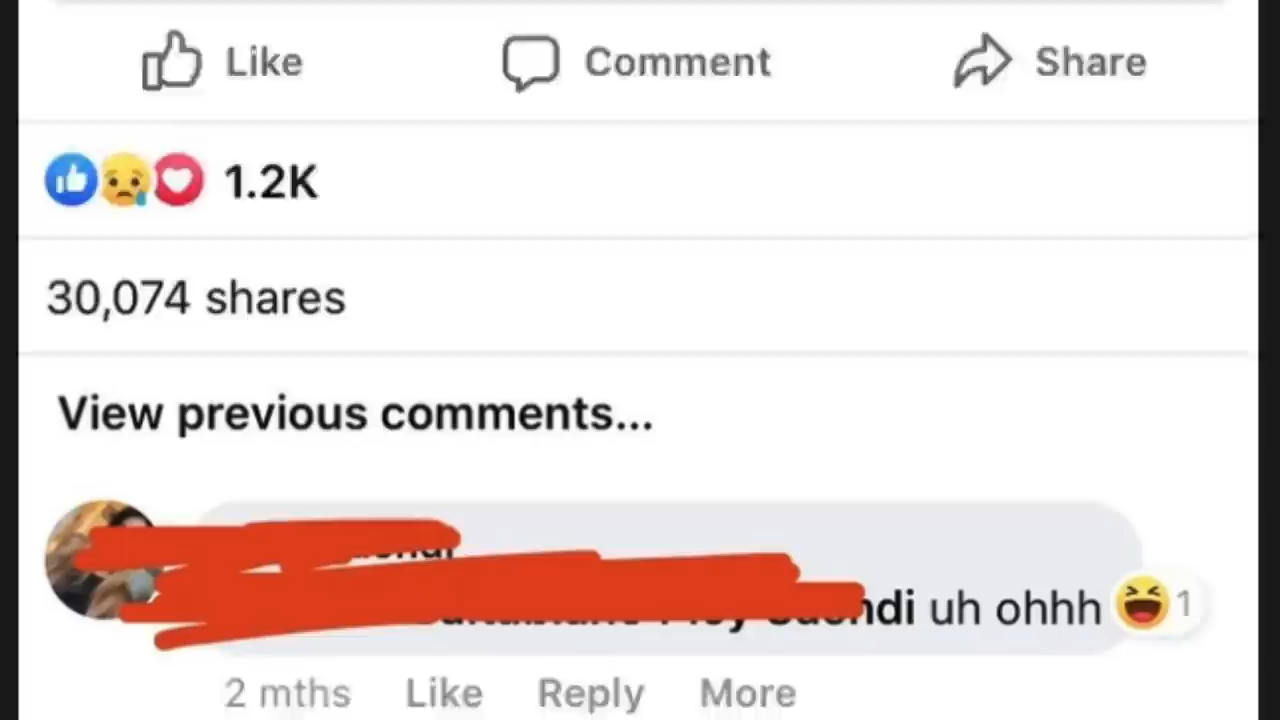 Like Comment Share
1.2K
30,074 shares
View previous comments...
uh ohhh 1
2 mths Like Reply More